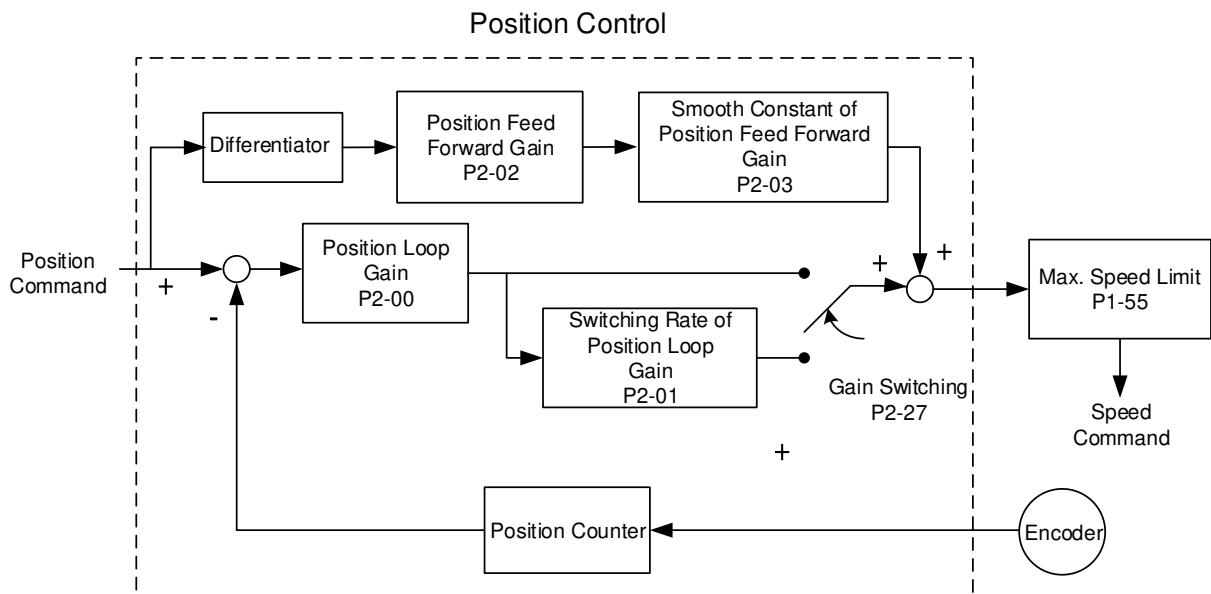 Position Control
Differentiator
Position Feed
Forward Gain
P2-02
Smooth Constant of
Position Feed Forward
Gain
P2-03
Position
Command
+
-
Position Loop
Gain
P2-00
Switching Rate of
Position Loop
Gain
P2-01
+
+
Gain Switching
P2-27
Max. Speed Limit
P1-55
Speed
Command
+
Position Counter
Encoder